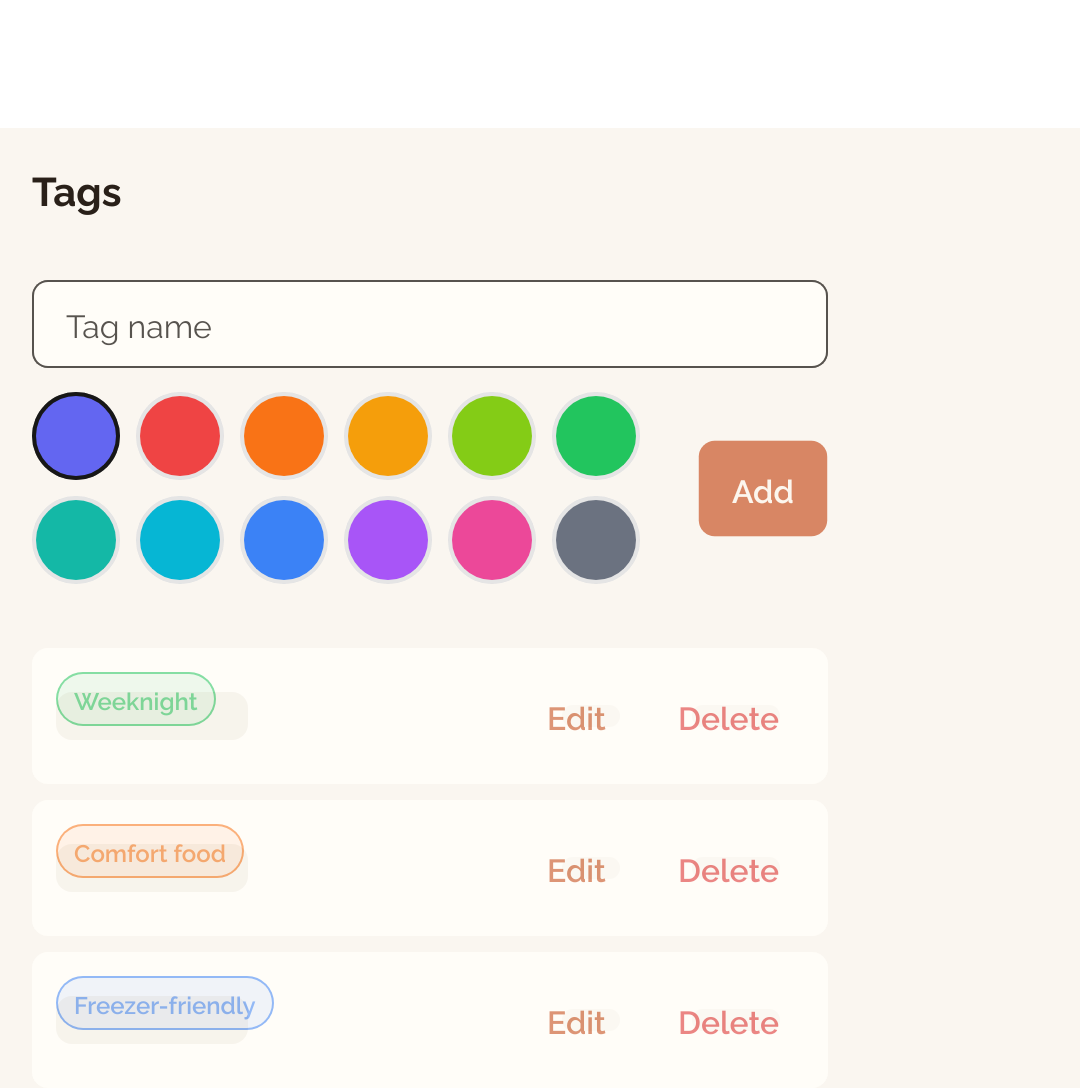 Tags
Tag name
Add
Weeknight
Edit Delete
Comfort food
Edit Delete
Freezer-friendly
Edit Delete